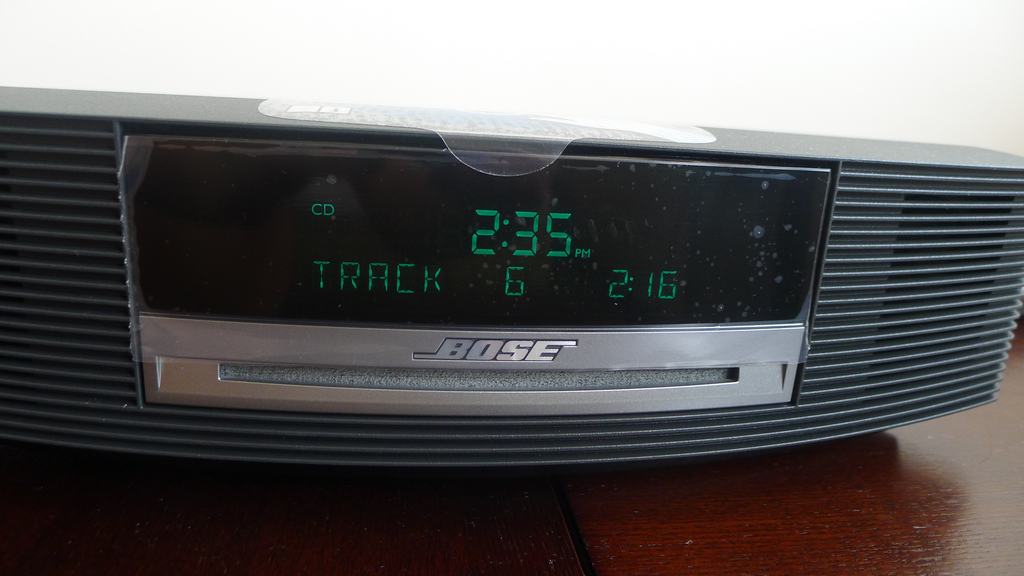 CD
2:35 PM
TRACK 6 2:16
BOSE